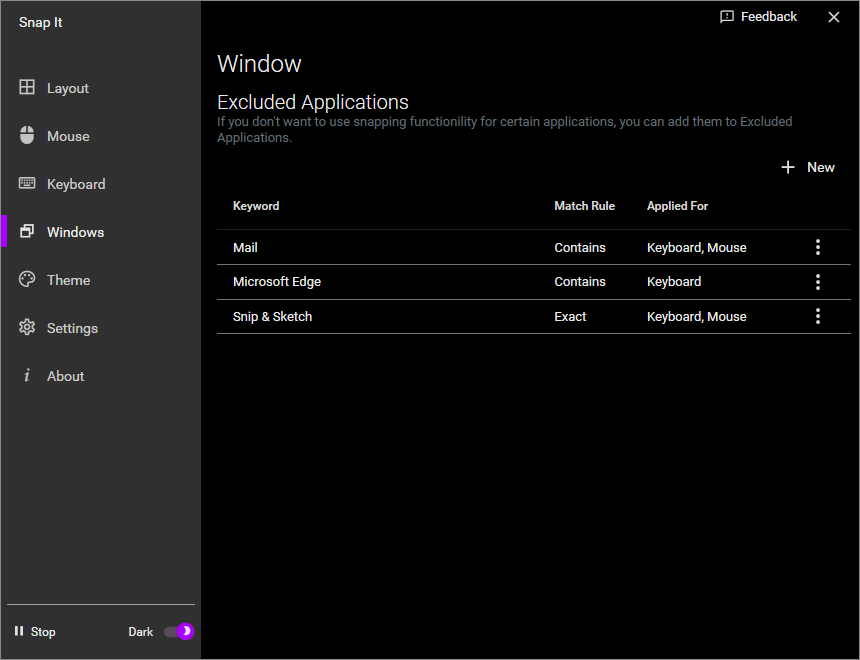 Snap It
Feedback
Layout
Mouse
Keyboard
Windows
Theme
Settings
About
Stop
Dark
Window
Excluded Applications
If you don't want to use snapping functionility for certain applications, you can add them to Excluded
Applications.
New
Keyword Match Rule Applied For
Mail Contains Keyboard, Mouse
Microsoft Edge Contains Keyboard
Snip & Sketch Exact Keyboard, Mouse